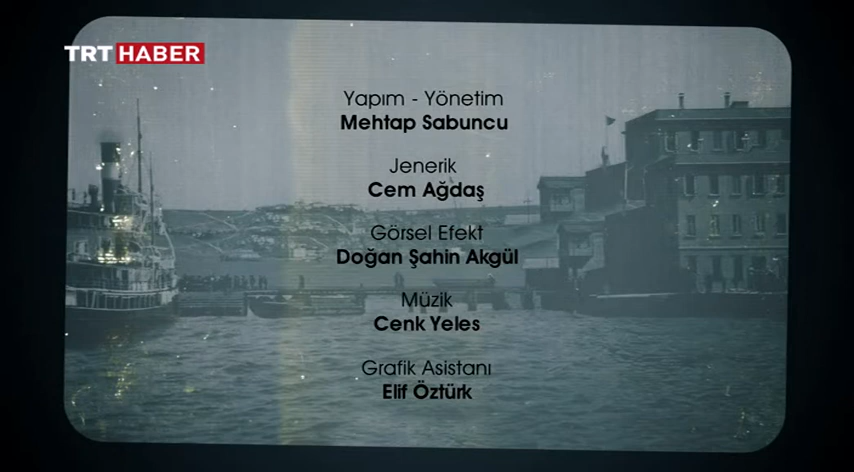 TRT HABER
Yapım - Yönetim
Mehtap Sabuncu
Jenerik
Cem Ağdaş
Görsel Efekt
Doğan Şahin Akgül
Müzik
Cenk Yeles
Grafik Asistanı
Elif Öztürk